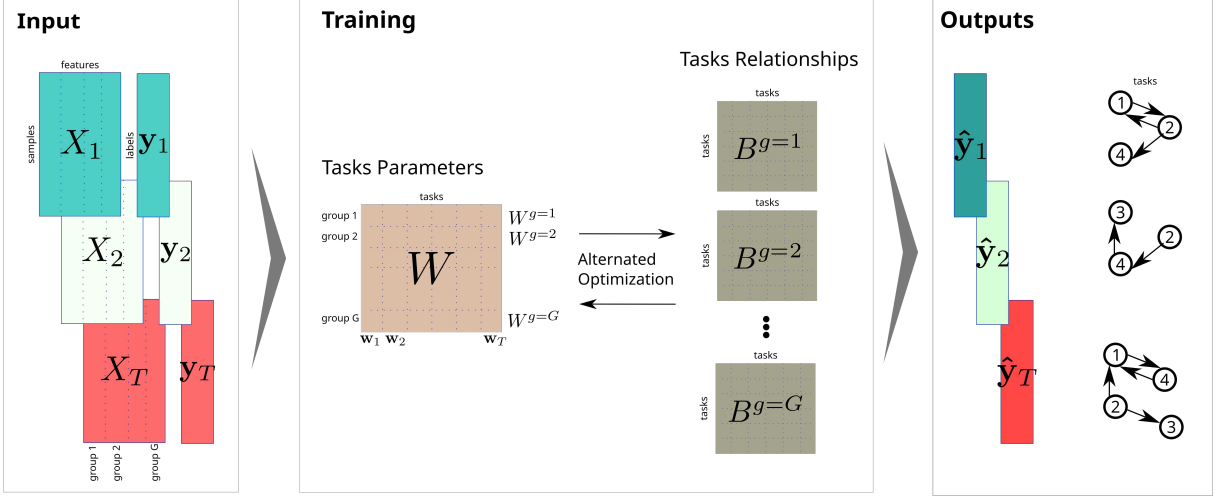 Input
features
samples
X_1
labels
y_1
X_2
y_2
X_T
y_T
group 1
group 2
group G
Training
Tasks Parameters
tasks
group 1
group 2
group G
W
W^{g=1}
W^{g=2}
W^{g=G}
w_1
w_2
w_T
Alternated
Optimization
Tasks Relationships
tasks
tasks
B^{g=1}
tasks
tasks
B^{g=2}
tasks
tasks
B^{g=G}
Outputs
ŷ_1
ŷ_2
ŷ_T
tasks
1
2
4
3
2
4
1
4
2
3